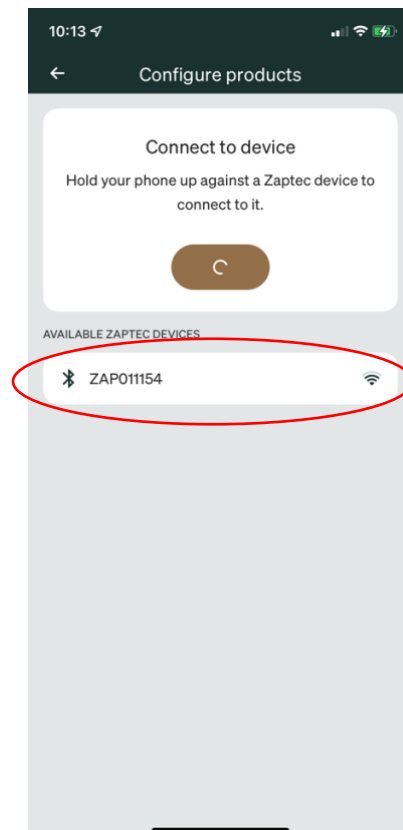 10:13
Configure products
Connect to device
Hold your phone up against a Zaptec device to
connect to it.
AVAILABLE ZAPTEC DEVICES
ZAP011154